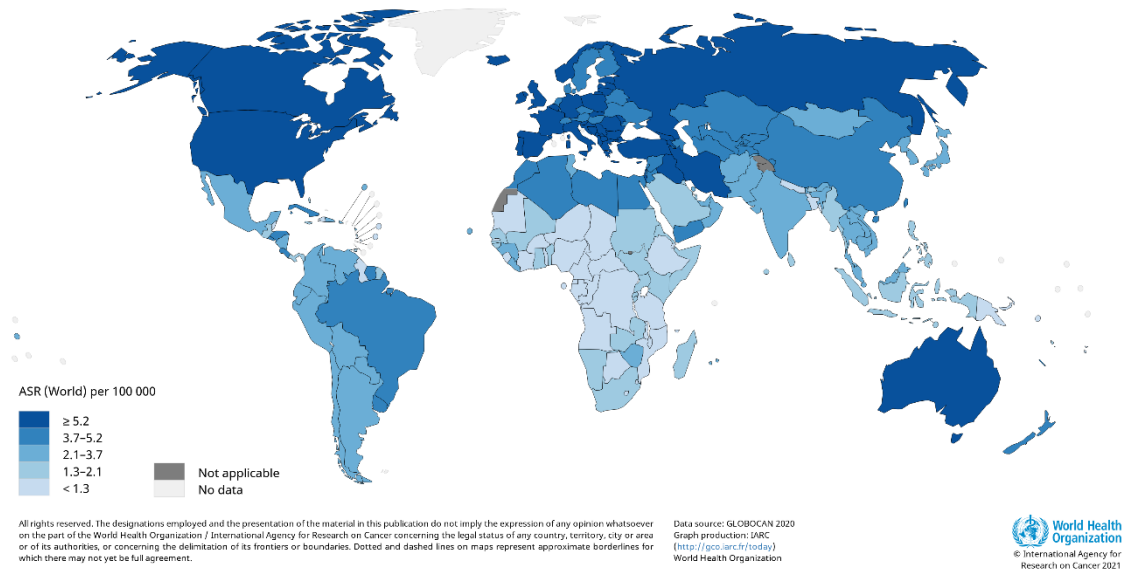 ASR (World) per 100 000
≥ 5.2
3.7–5.2
2.1–3.7
1.3–2.1
< 1.3
Not applicable
No data
All rights reserved. The designations employed and the presentation of the material in this publication do not imply the expression of any opinion whatsoever
on the part of the World Health Organization / International Agency for Research on Cancer concerning the legal status of any country, territory, city or area
or of its authorities, or concerning the delimitation of its frontiers or boundaries. Dotted and dashed lines on maps represent approximate borderlines for
which there may not yet be full agreement.
Data source: GLOBOCAN 2020
Graph production: IARC
(http://gco.iarc.fr/today)
World Health Organization
World Health
Organization
© International Agency for
Research on Cancer 2021